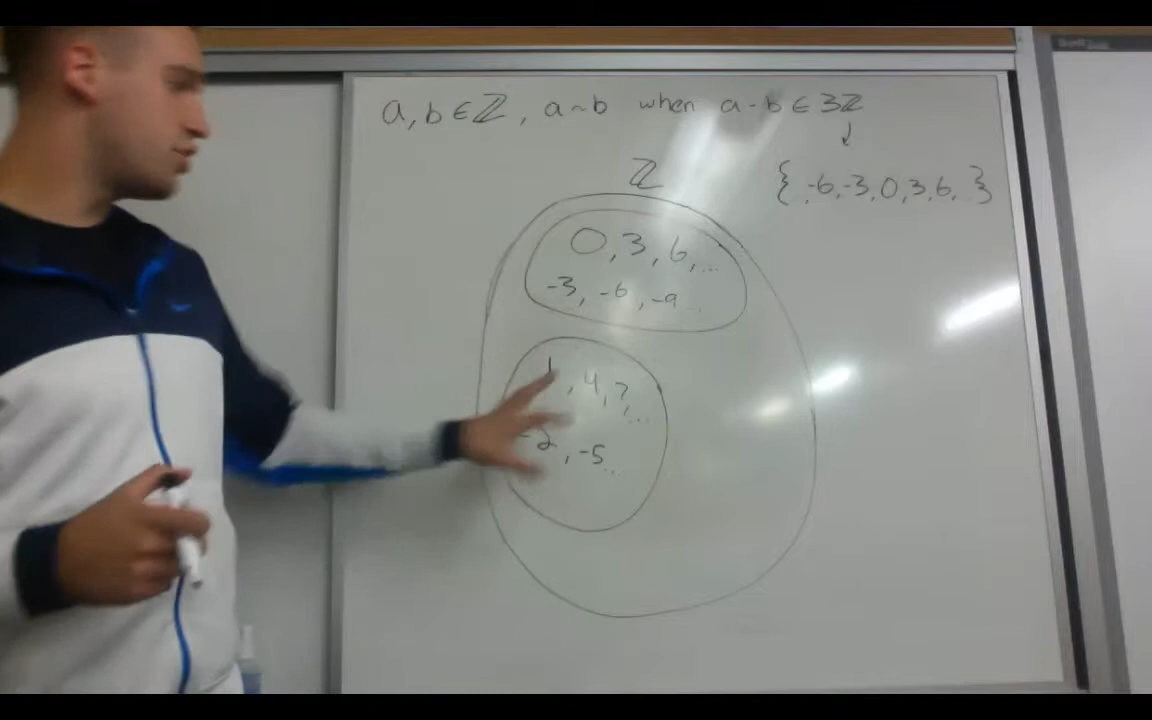 a, b ∈ ℤ, a ~ b when a - b ∈ 3ℤ
↓
ℤ
{ , -6, -3, 0, 3, 6, }
0, 3, 6, ...
-3, -6, -9 ...
1, 4, 7, ...
-2, -5 ...